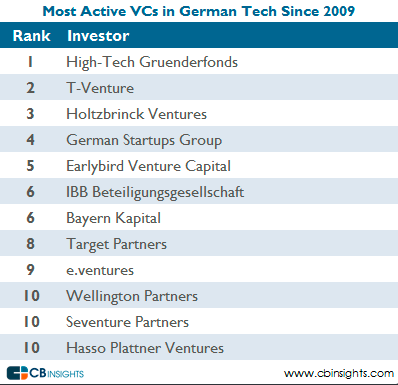 Most Active VCs in German Tech Since 2009
Rank Investor
1 High-Tech Gruenderfonds
2 T-Venture
3 Holtzbrinck Ventures
4 German Startups Group
5 Earlybird Venture Capital
6 IBB Beteiligungsgesellschaft
6 Bayern Kapital
8 Target Partners
9 e.ventures
10 Wellington Partners
10 Seventure Partners
10 Hasso Plattner Ventures
CBINSIGHTS www.cbinsights.com